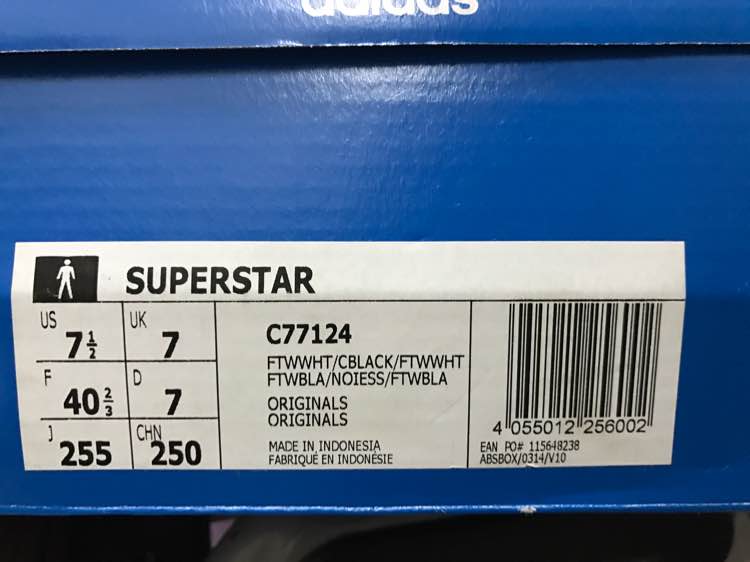 adidas
SUPERSTAR
US 7½ UK 7
F 40⅔ D 7
J 255 CHN 250
C77124
FTWWHT/CBLACK/FTWWHT
FTWBLA/NOIESS/FTWBLA
ORIGINALS
ORIGINALS
MADE IN INDONESIA
FABRIQUÉ EN INDONÉSIE
4 055012 256002
EAN PO# 115648238
ABSBOX/0314/V10